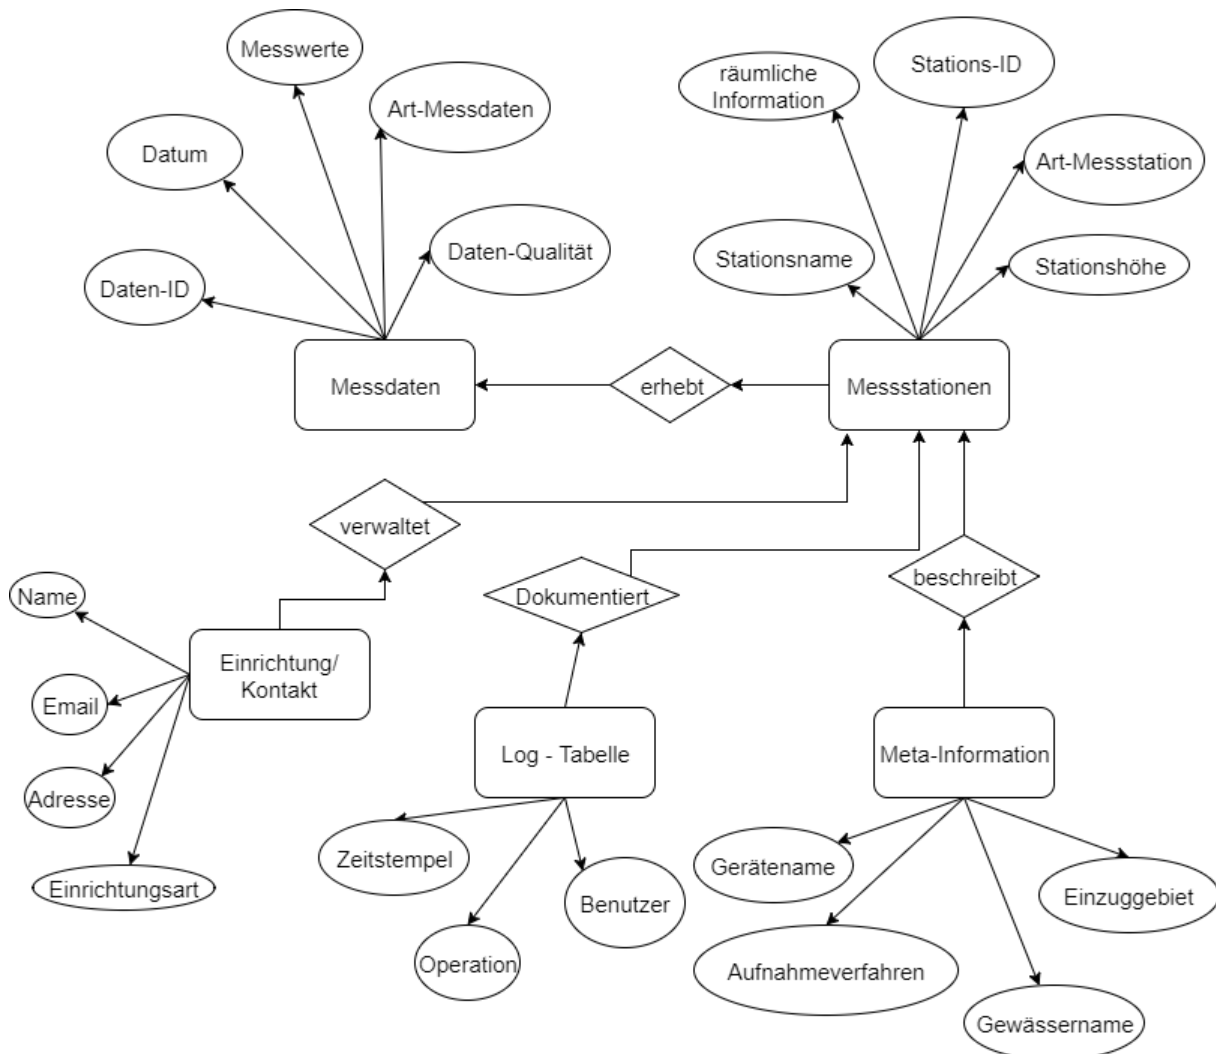 Messwerte
räumliche
Information
Stations-ID
Art-Messdaten
Datum
Art-Messstation
Daten-Qualität
Stationsname
Stationshöhe
Daten-ID
Messdaten
erhebt
Messstationen
verwaltet
Dokumentiert
beschreibt
Name
Einrichtung/
Kontakt
Email
Log - Tabelle
Meta-Information
Adresse
Zeitstempel
Gerätename
Einrichtungsart
Benutzer
Einzuggebiet
Operation
Aufnahmeverfahren
Gewässername